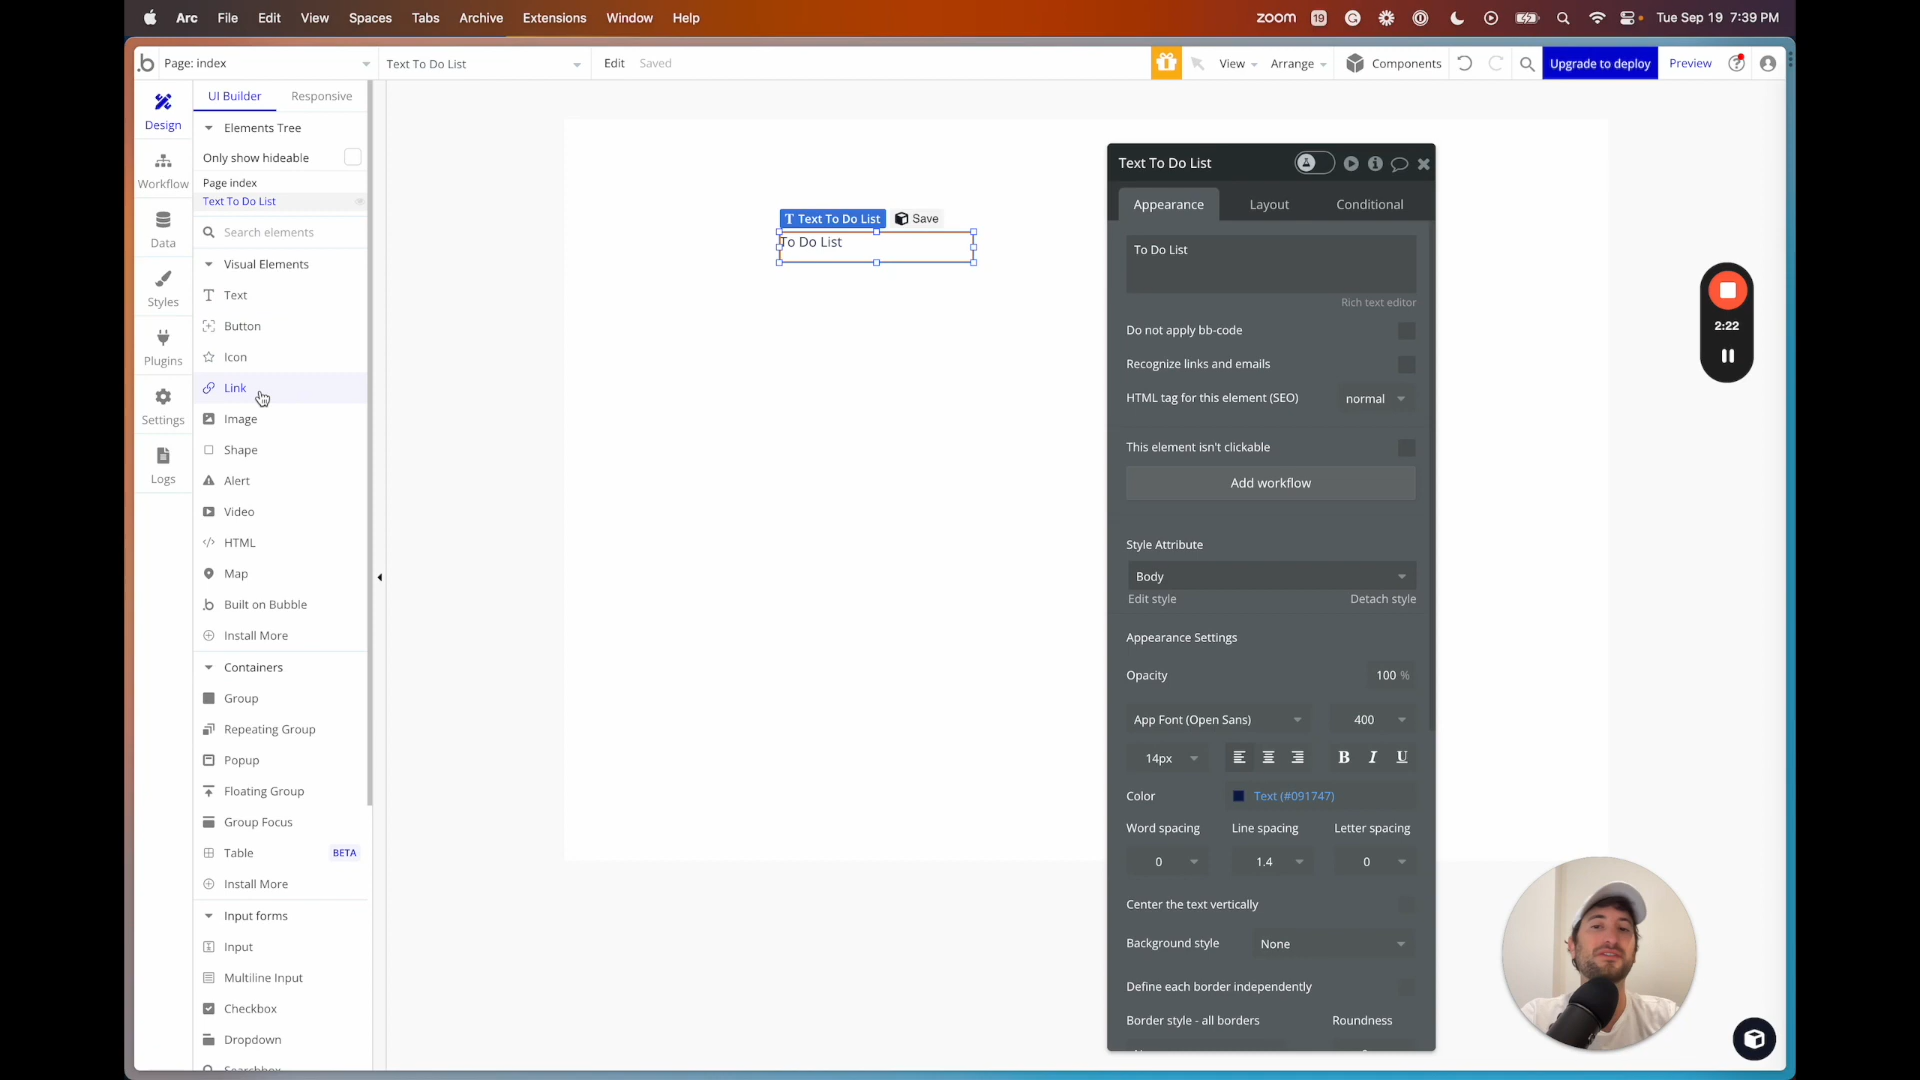 Arc File Edit View Spaces Tabs Archive Extensions Window Help
zoom 19 Tue Sep 19 7:39 PM
Page: index Text To Do List Edit Saved
View Arrange Components Upgrade to deploy Preview
UI Builder Responsive
Design
Workflow
Data
Styles
Plugins
Settings
Logs
Elements Tree
Only show hideable
Page index
Text To Do List
Search elements
Visual Elements
Text
Button
Icon
Link
Image
Shape
Alert
Video
HTML
Map
Built on Bubble
Install More
Containers
Group
Repeating Group
Popup
Floating Group
Group Focus
Table BETA
Install More
Input forms
Input
Multiline Input
Checkbox
Dropdown
Searchbox
T Text To Do List Save
To Do List
Text To Do List
Appearance Layout Conditional
To Do List
Rich text editor
Do not apply bb-code
Recognize links and emails
HTML tag for this element (SEO) normal
This element isn't clickable
Add workflow
Style Attribute
Body
Edit style Detach style
Appearance Settings
Opacity 100 %
App Font (Open Sans) 400
14px B I U
Color Text (#091747)
Word spacing Line spacing Letter spacing
0 1.4 0
Center the text vertically
Background style None
Define each border independently
Border style - all borders Roundness
2:22